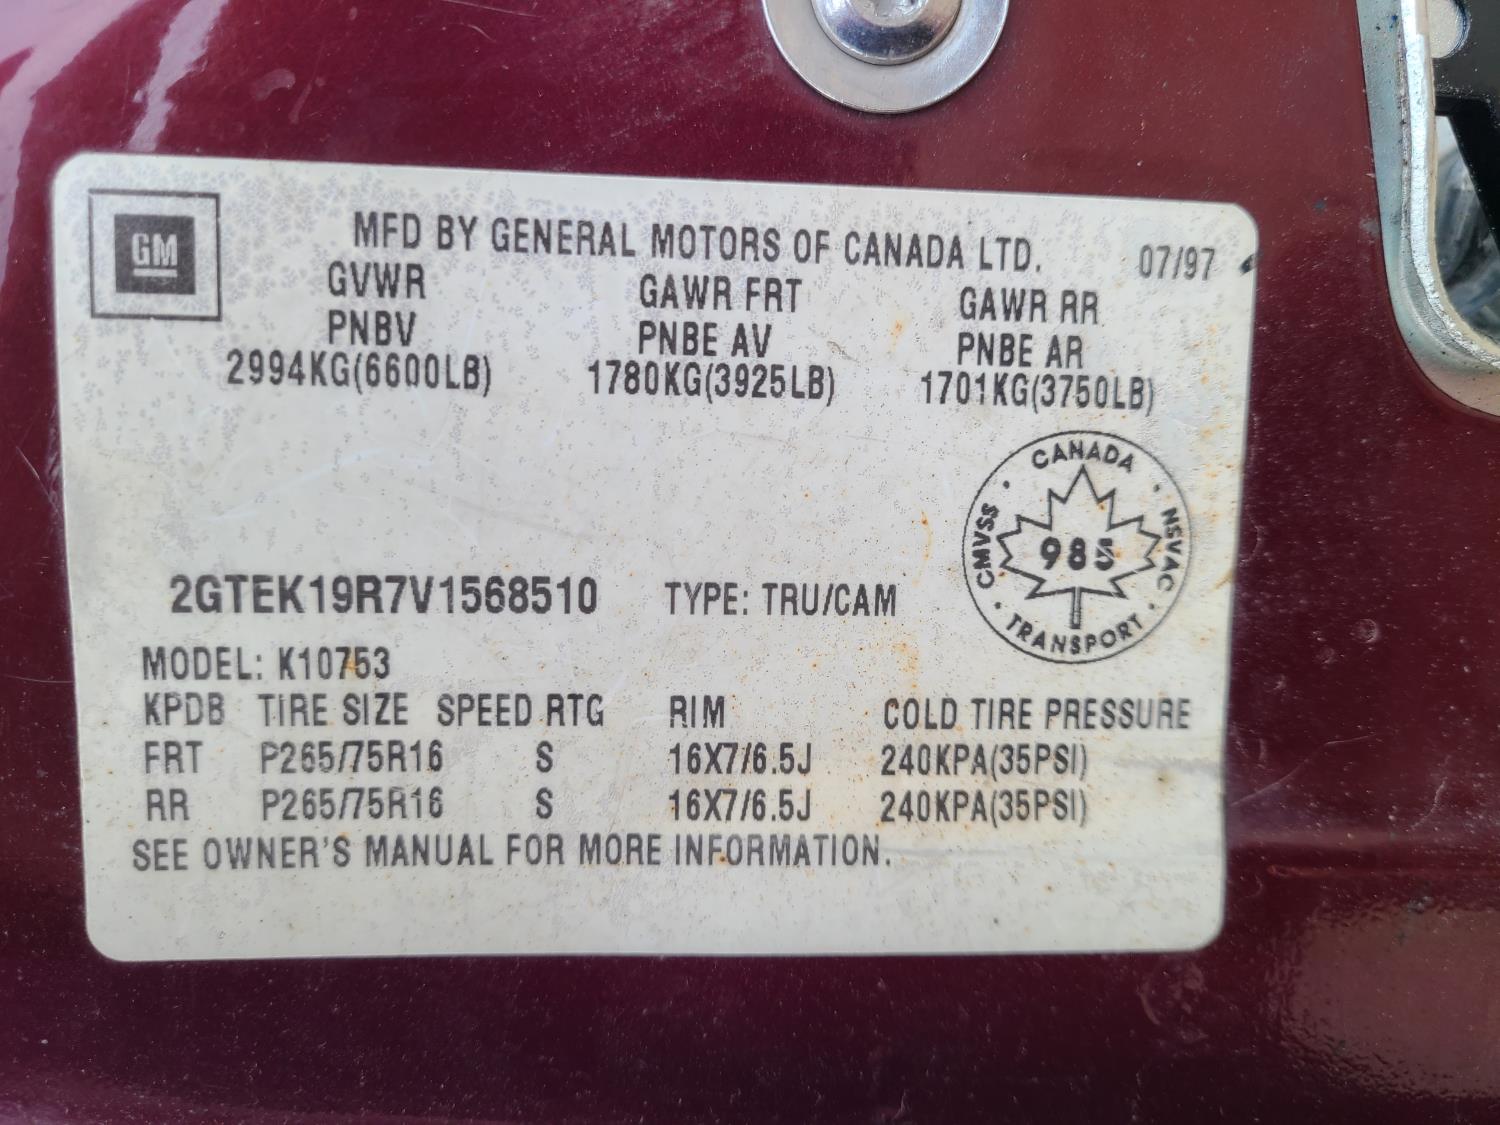 GM
MFD BY GENERAL MOTORS OF CANADA LTD. 07/97
GVWR GAWR FRT GAWR RR
PNBV PNBE AV PNBE AR
2994KG(6600LB) 1780KG(3925LB) 1701KG(3750LB)
CANADA
CMVSS 985 NSVAC
TRANSPORT
2GTEK19R7V1568510 TYPE: TRU/CAM
MODEL: K10753
KPDB TIRE SIZE SPEED RTG RIM COLD TIRE PRESSURE
FRT P265/75R16 S 16X7/6.5J 240KPA(35PSI)
RR P265/75R16 S 16X7/6.5J 240KPA(35PSI)
SEE OWNER'S MANUAL FOR MORE INFORMATION.